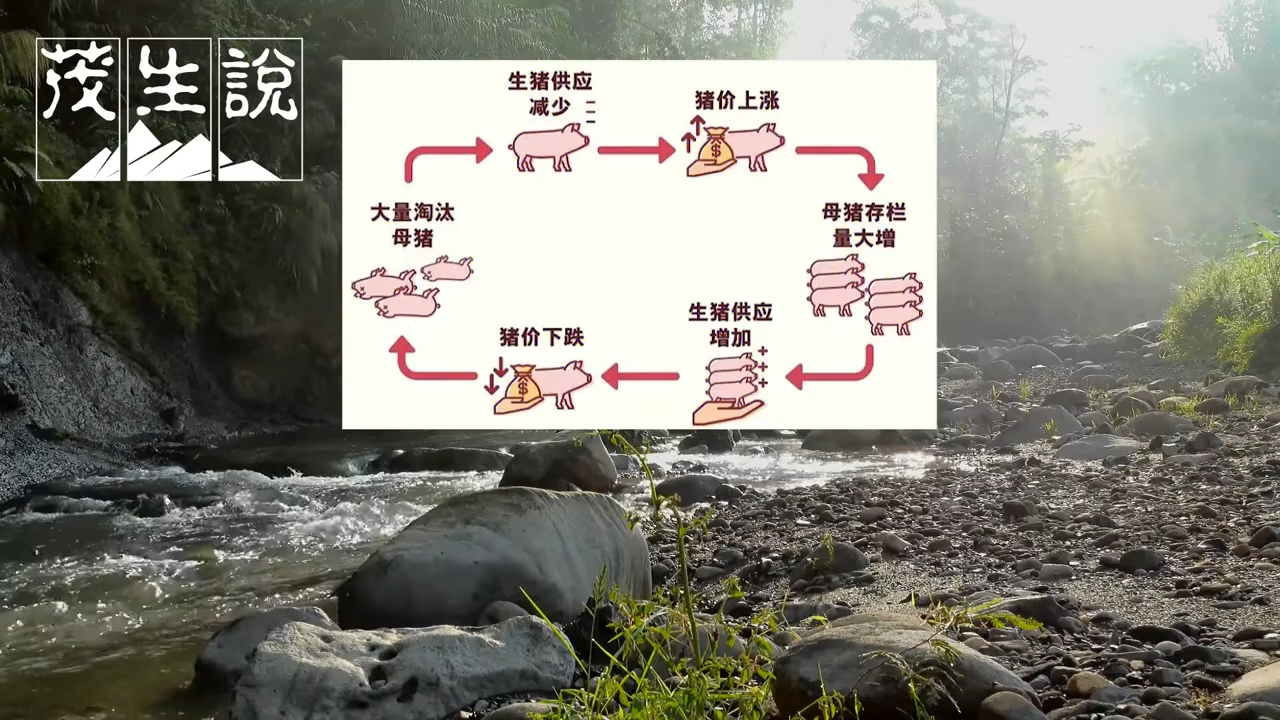 茂生說
生猪供应
减少
猪价上涨
母猪存栏
量大增
生猪供应
增加
猪价下跌
大量淘汰
母猪